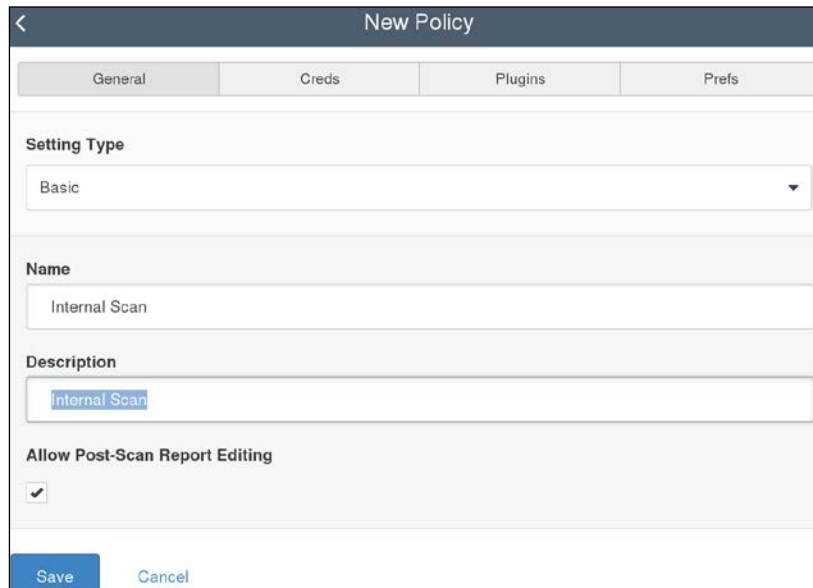 New Policy
General Creds Plugins Prefs
Setting Type
Basic
Name
Internal Scan
Description
Internal Scan
Allow Post-Scan Report Editing
Save Cancel